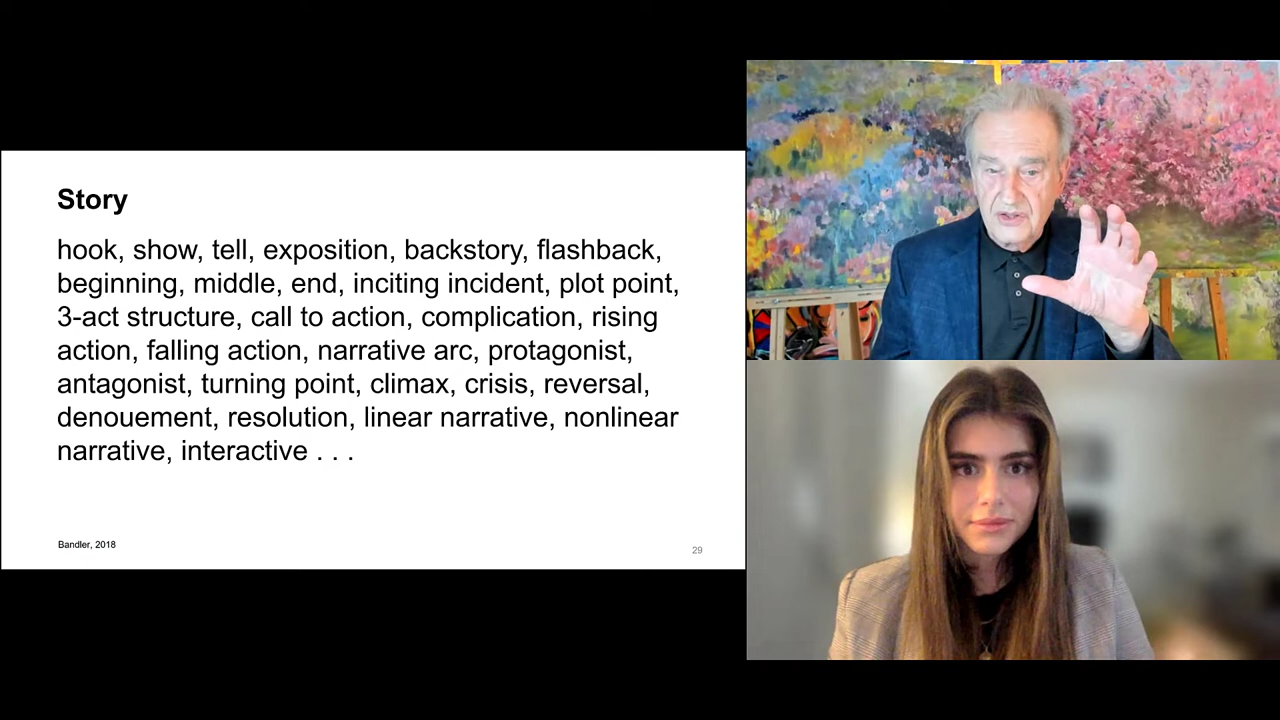 Story
hook, show, tell, exposition, backstory, flashback,
beginning, middle, end, inciting incident, plot point,
3-act structure, call to action, complication, rising
action, falling action, narrative arc, protagonist,
antagonist, turning point, climax, crisis, reversal,
denouement, resolution, linear narrative, nonlinear
narrative, interactive . . .
Bandler, 2018
29